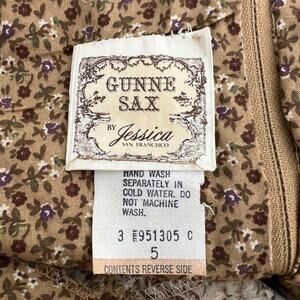 GUNNE
SAX
BY Jessica
SAN FRANCISCO
HAND WASH
SEPARATELY IN
COLD WATER. DO
NOT MACHINE
WASH.
3 E951305 C
5
CONTENTS REVERSE SIDE